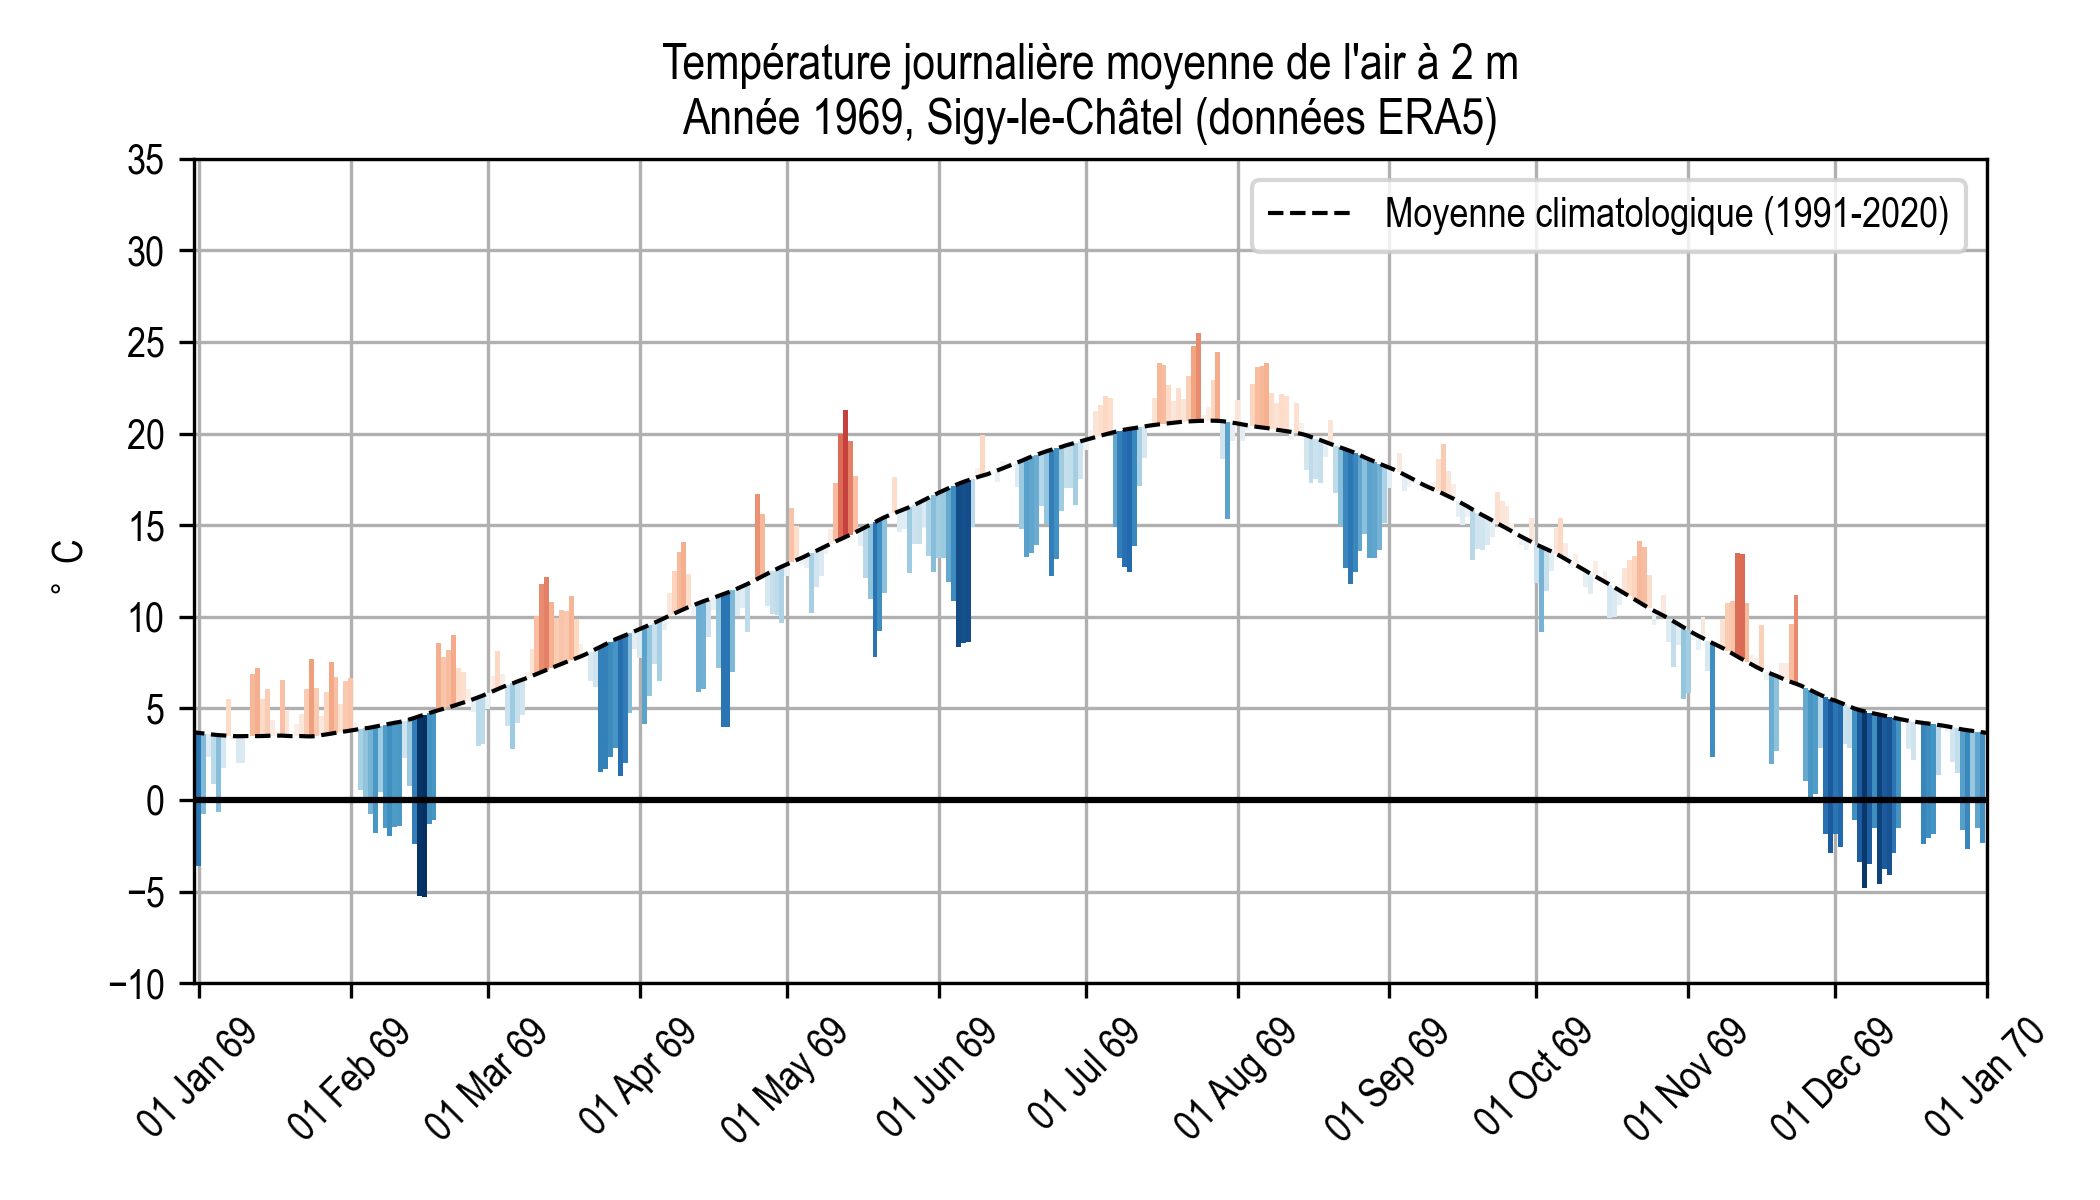 Température journalière moyenne de l'air à 2 m
Année 1969, Sigy-le-Châtel (données ERA5)
Moyenne climatologique (1991-2020)
35
30
25
20
15
10
5
0
−5
−10
° C
01 Jan 69
01 Feb 69
01 Mar 69
01 Apr 69
01 May 69
01 Jun 69
01 Jul 69
01 Aug 69
01 Sep 69
01 Oct 69
01 Nov 69
01 Dec 69
01 Jan 70